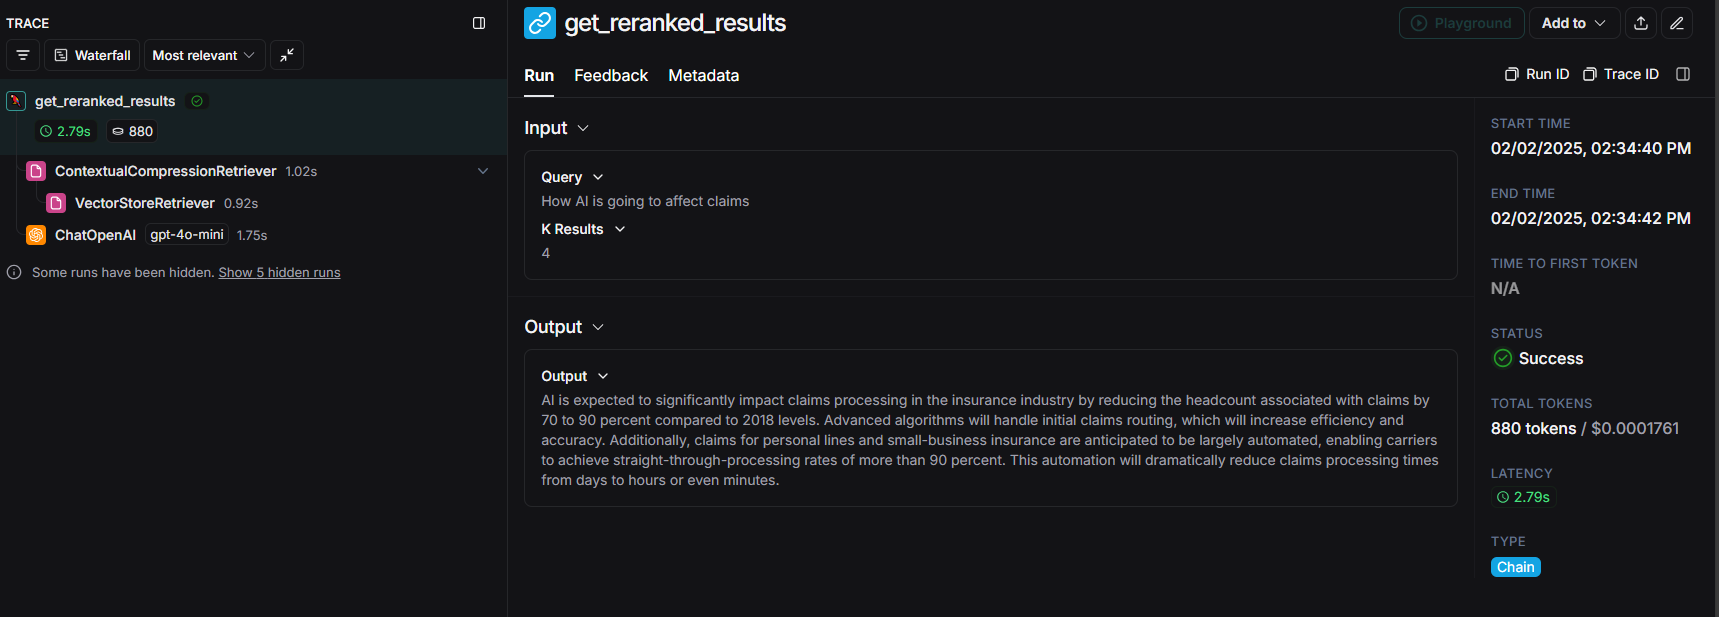 TRACE
Waterfall
Most relevant
get_reranked_results
2.79s
880
ContextualCompressionRetriever 1.02s
VectorStoreRetriever 0.92s
ChatOpenAI gpt-4o-mini 1.75s
Some runs have been hidden. Show 5 hidden runs
get_reranked_results
Playground
Add to
Run Feedback Metadata
Run ID Trace ID
Input
Query
How AI is going to affect claims
K Results
4
Output
Output
AI is expected to significantly impact claims processing in the insurance industry by reducing the headcount associated with claims by
70 to 90 percent compared to 2018 levels. Advanced algorithms will handle initial claims routing, which will increase efficiency and
accuracy. Additionally, claims for personal lines and small-business insurance are anticipated to be largely automated, enabling carriers
to achieve straight-through-processing rates of more than 90 percent. This automation will dramatically reduce claims processing times
from days to hours or even minutes.
START TIME
02/02/2025, 02:34:40 PM
END TIME
02/02/2025, 02:34:42 PM
TIME TO FIRST TOKEN
N/A
STATUS
Success
TOTAL TOKENS
880 tokens / $0.0001761
LATENCY
2.79s
TYPE
Chain